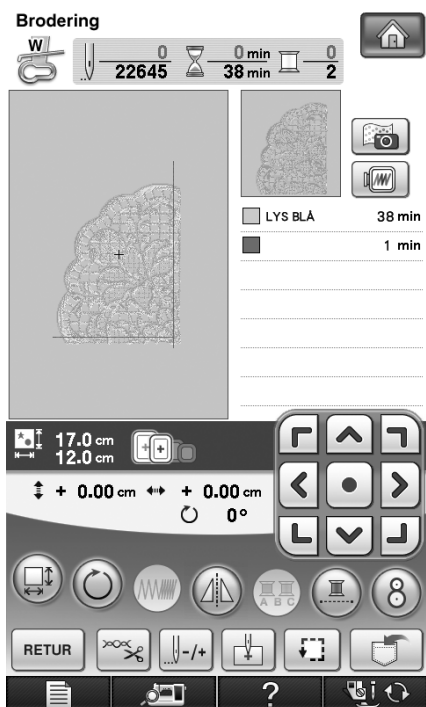 Brodering
W
0 0 min 0
22645 38 min 2
LYS BLÅ 38 min
1 min
17.0 cm
12.0 cm
+ 0.00 cm + 0.00 cm
0°
A B C
RETUR -/+
? i